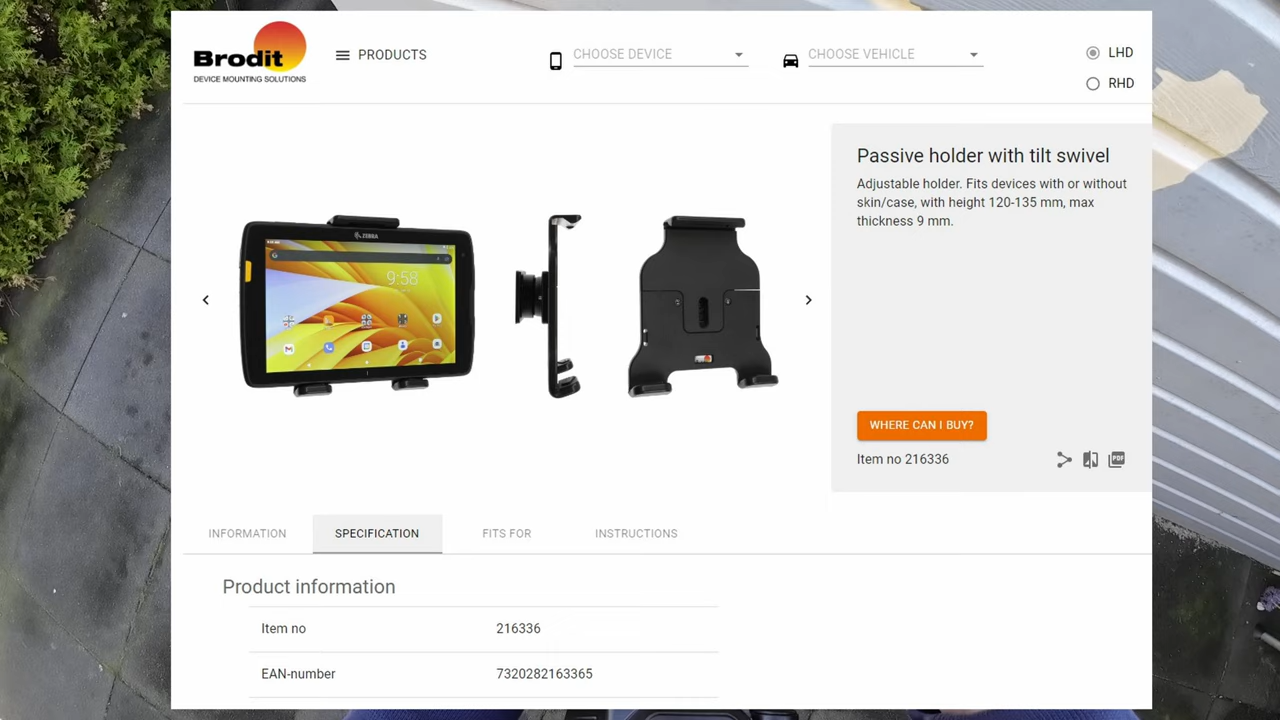 Brodit
DEVICE MOUNTING SOLUTIONS
PRODUCTS
CHOOSE DEVICE
CHOOSE VEHICLE
LHD
RHD
ZEBRA
9:58
Passive holder with tilt swivel
Adjustable holder. Fits devices with or without
skin/case, with height 120-135 mm, max
thickness 9 mm.
WHERE CAN I BUY?
Item no 216336
PDF
INFORMATION
SPECIFICATION
FITS FOR
INSTRUCTIONS
Product information
Item no 216336
EAN-number 7320282163365